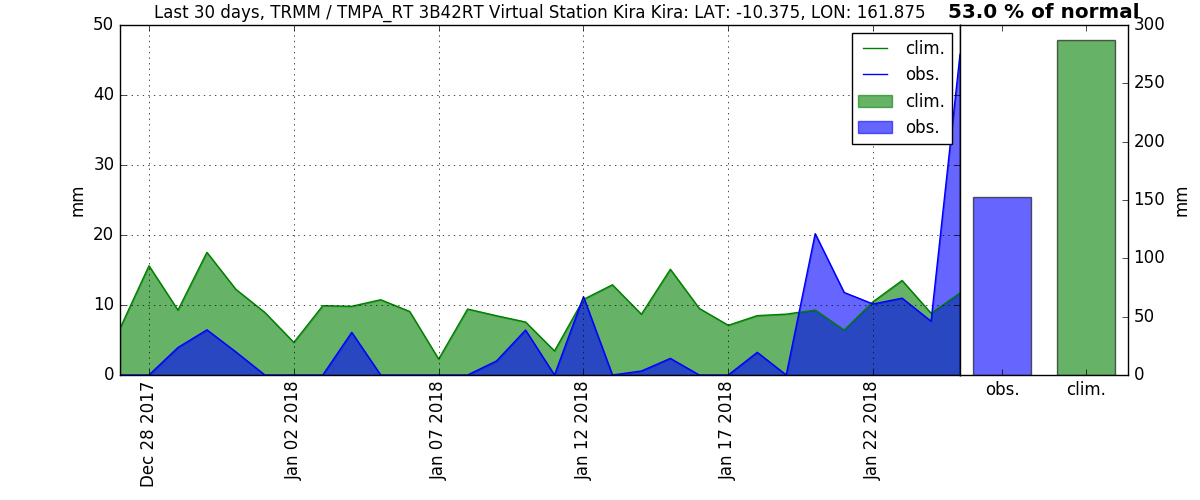 Last 30 days, TRMM / TMPA_RT 3B42RT Virtual Station Kira Kira: LAT: -10.375, LON: 161.875
53.0 % of normal
50
40
30
20
10
0
mm
clim.
obs.
clim.
obs.
Dec 28 2017
Jan 02 2018
Jan 07 2018
Jan 12 2018
Jan 17 2018
Jan 22 2018
300
250
200
150
100
50
0
mm
obs.
clim.